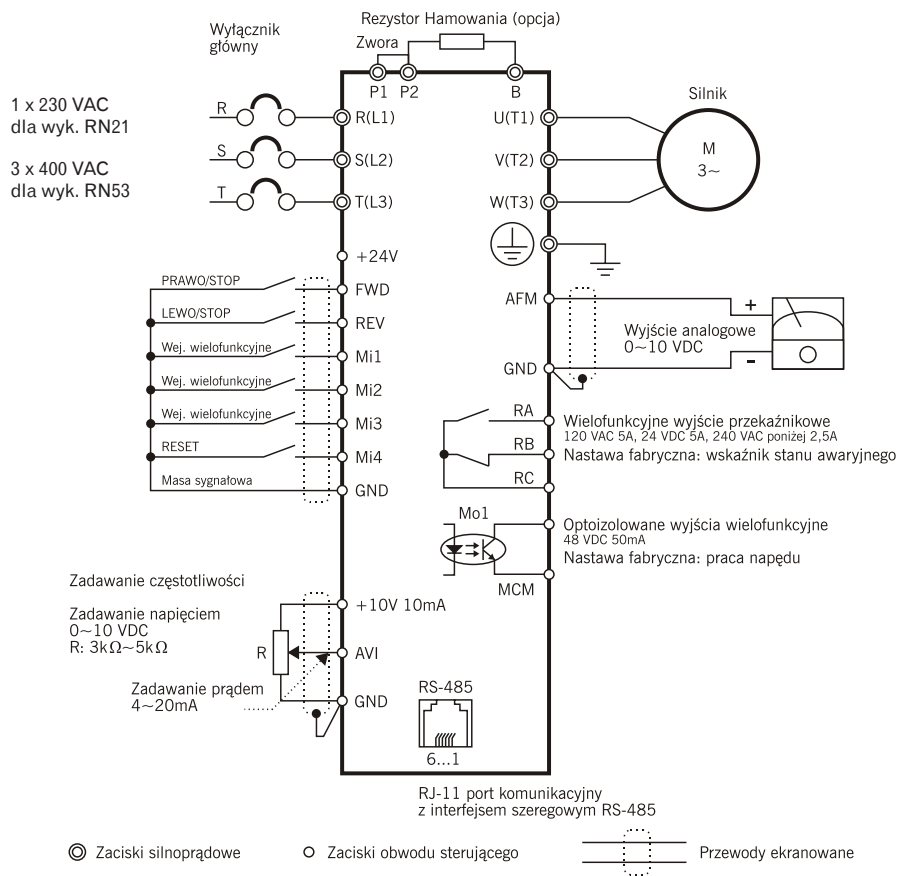 Rezystor Hamowania (opcja)
Wyłącznik
główny
Zwora
P1 P2 B
1 x 230 VAC
dla wyk. RN21
3 x 400 VAC
dla wyk. RN53
R
S
T
R(L1)
S(L2)
T(L3)
U(T1)
V(T2)
W(T3)
Silnik
M
3~
+24V
PRAWO/STOP
FWD
LEWO/STOP
REV
Wej. wielofunkcyjne
Mi1
Wej. wielofunkcyjne
Mi2
Wej. wielofunkcyjne
Mi3
RESET
Mi4
Masa sygnałowa
GND
AFM
+
Wyjście analogowe
0~10 VDC
-
GND
RA
Wielofunkcyjne wyjście przekaźnikowe
120 VAC 5A, 24 VDC 5A, 240 VAC poniżej 2,5A
RB
Nastawa fabryczna: wskaźnik stanu awaryjnego
RC
Mo1
Optoizolowane wyjścia wielofunkcyjne
48 VDC 50mA
Nastawa fabryczna: praca napędu
MCM
Zadawanie częstotliwości
Zadawanie napięciem
0~10 VDC
R: 3kΩ~5kΩ
R
+10V 10mA
AVI
Zadawanie prądem
4~20mA
GND
RS-485
6...1
RJ-11 port komunikacyjny
z interfejsem szeregowym RS-485
Zaciski silnoprądowe
Zaciski obwodu sterującego
Przewody ekranowane